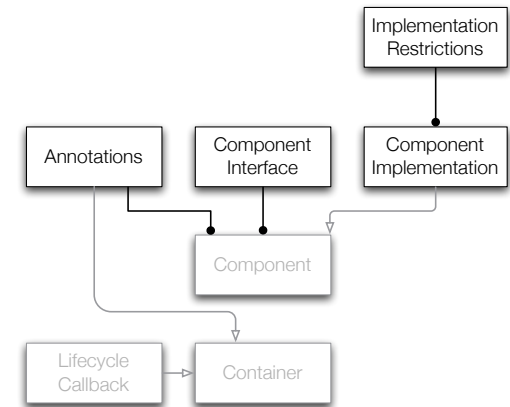 Implementation
Restrictions
Annotations
Component
Interface
Component
Implementation
Component
Lifecycle
Callback
Container